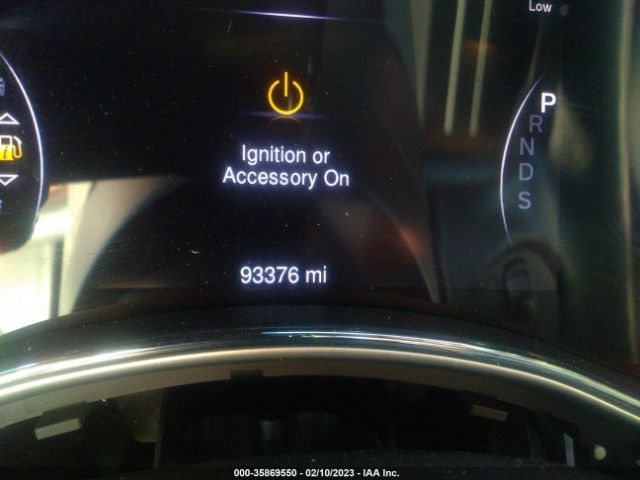 Low
Ignition or
Accessory On
P
R
N
D
S
93376 mi
000-35869550 - 02/10/2023 - IAA Inc.